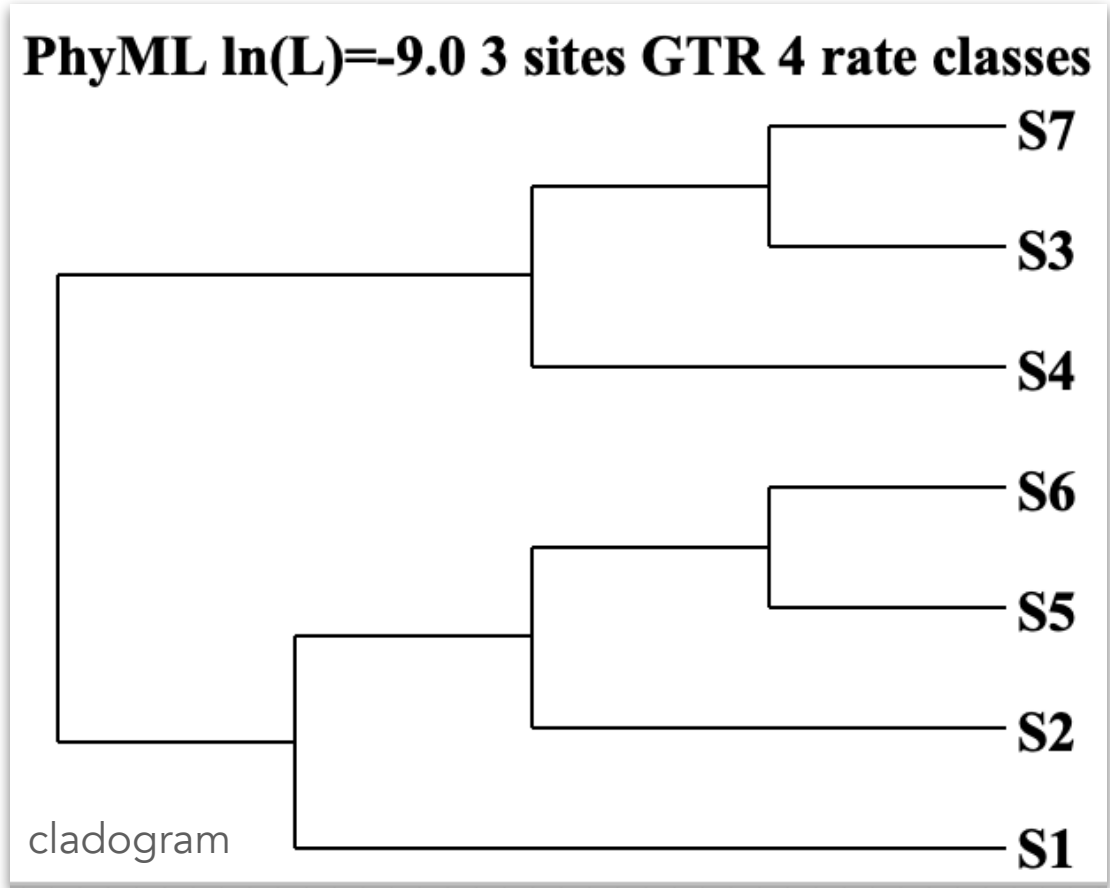 PhyML ln(L)=-9.0 3 sites GTR 4 rate classes
S7
S3
S4
S6
S5
S2
S1
cladogram